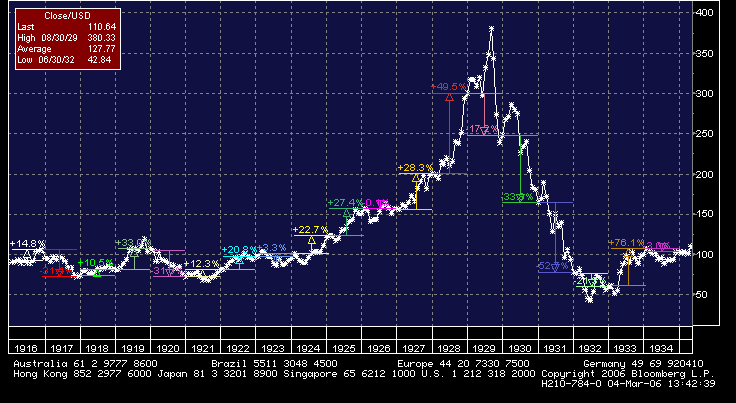 Close/USD
Last 110.64
High 08/30/29 380.33
Average 127.77
Low 06/30/32 42.84
400
350
300
250
200
150
100
50
+49.5%
-17.2%
+28.3%
-33.8%
+27.4%
+22.7%
+14.8%
+10.5%
+12.3%
+76.1%
1916 1917 1918 1919 1920 1921 1922 1923 1924 1925 1926 1927 1928 1929 1930 1931 1932 1933 1934
Australia 61 2 9777 8600 Brazil 5511 3048 4500 Europe 44 20 7330 7500 Germany 49 69 920410
Hong Kong 852 2977 6000 Japan 81 3 3201 8900 Singapore 65 6212 1000 U.S. 1 212 318 2000 Copyright 2006 Bloomberg L.P.
H210-784-0 04-Mar-06 13:42:39